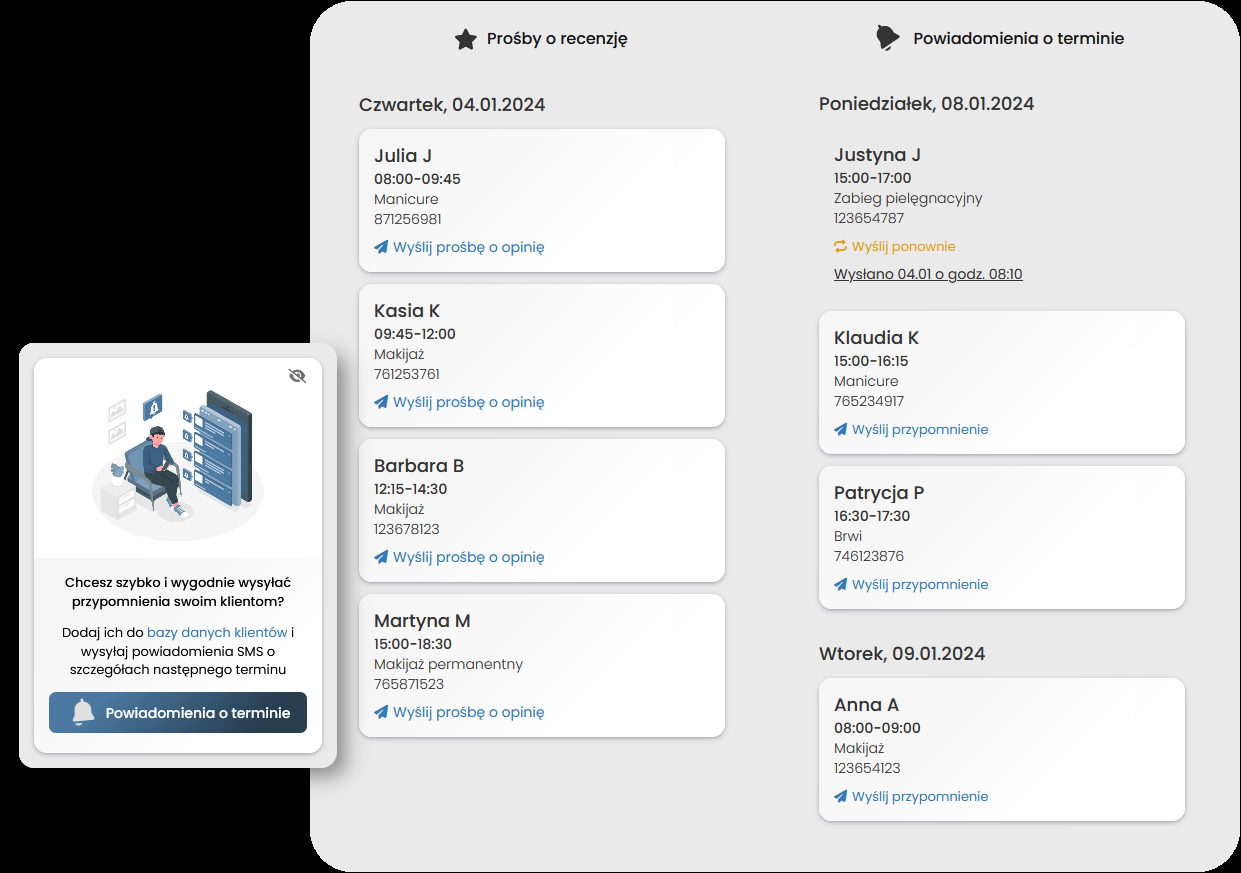 Prośby o recenzję
Czwartek, 04.01.2024
Julia J
08:00-09:45
Manicure
871256981
Wyślij prośbę o opinię
Kasia K
09:45-12:00
Makijaż
761253761
Wyślij prośbę o opinię
Barbara B
12:15-14:30
Makijaż
123678123
Wyślij prośbę o opinię
Martyna M
15:00-18:30
Makijaż permanentny
765871523
Wyślij prośbę o opinię
Powiadomienia o terminie
Poniedziałek, 08.01.2024
Justyna J
15:00-17:00
Zabieg pielęgnacyjny
123654787
Wyślij ponownie
Wysłano 04.01 o godz. 08:10
Klaudia K
15:00-16:15
Manicure
765234917
Wyślij przypomnienie
Patrycja P
16:30-17:30
Brwi
746123876
Wyślij przypomnienie
Wtorek, 09.01.2024
Anna A
08:00-09:00
Makijaż
123654123
Wyślij przypomnienie
Chcesz szybko i wygodnie wysyłać
przypomnienia swoim klientom?
Dodaj ich do bazy danych klientów i
wysyłaj powiadomienia SMS o
szczegółach następnego terminu
Powiadomienia o terminie